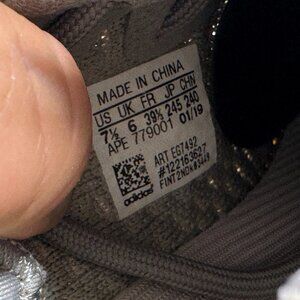 MADE IN CHINA
US UK FR JP CHN
7½ 6 39⅓ 245 240
APE 779001 01/19
ART EG7492
#122163627
adidas